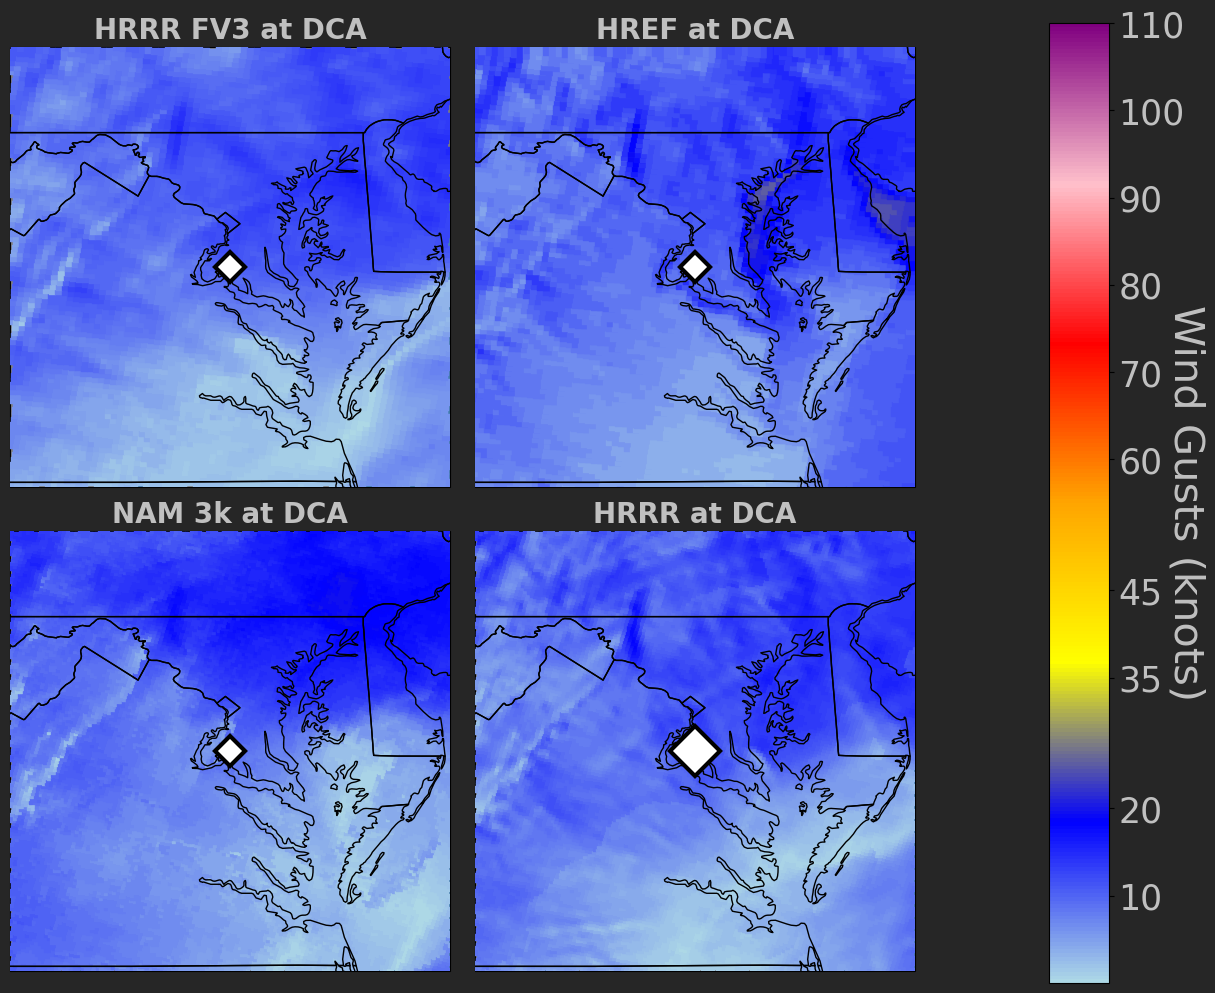 HRRR FV3 at DCA
HREF at DCA
NAM 3k at DCA
HRRR at DCA
110
100
90
80
70
60
45
35
20
10
Wind Gusts (knots)